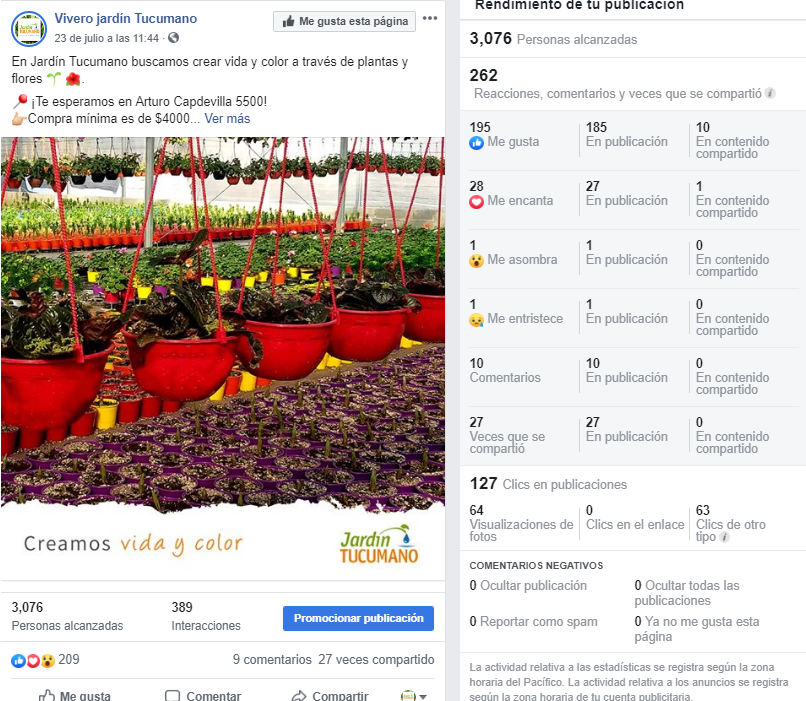 Vivero jardín Tucumano
Me gusta esta página
23 de julio a las 11:44 ·
En Jardín Tucumano buscamos crear vida y color a través de plantas y
flores 🌱 🌺.
📍 ¡Te esperamos en Arturo Capdevilla 5500!
👉🏻Compra mínima es de $4000... Ver más
Creamos vida y color
Jardín
TUCUMANO
3,076
Personas alcanzadas
389
Interacciones
Promocionar publicación
209
9 comentarios 27 veces compartido
Me gusta
Comentar
Compartir
Rendimiento de tu publicación
3,076 Personas alcanzadas
262
Reacciones, comentarios y veces que se compartió
195
Me gusta
185
En publicación
10
En contenido
compartido
28
Me encanta
27
En publicación
1
En contenido
compartido
1
Me asombra
1
En publicación
0
En contenido
compartido
1
Me entristece
1
En publicación
0
En contenido
compartido
10
Comentarios
10
En publicación
0
En contenido
compartido
27
Veces que se
compartió
27
En publicación
0
En contenido
compartido
127 Clics en publicaciones
64
Visualizaciones de
fotos
0
Clics en el enlace
63
Clics de otro
tipo
COMENTARIOS NEGATIVOS
0 Ocultar publicación
0 Ocultar todas las
publicaciones
0 Reportar como spam
0 Ya no me gusta esta
página
La actividad relativa a las estadísticas se registra según la zona
horaria del Pacífico. La actividad relativa a los anuncios se registra
según la zona horaria de tu cuenta publicitaria.